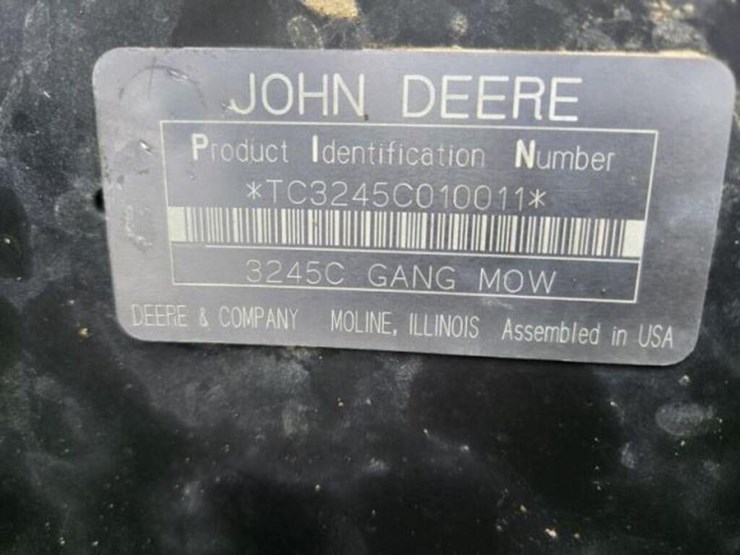 JOHN DEERE
Product Identification Number
*TC3245C010011*
3245C GANG MOW
DEERE & COMPANY MOLINE, ILLINOIS Assembled in USA